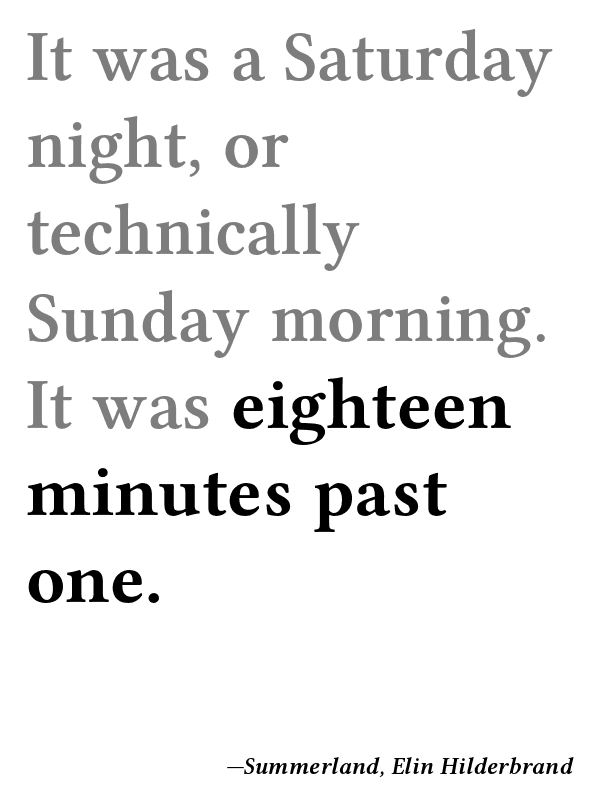 It was a Saturday
night, or
technically
Sunday morning.
It was eighteen
minutes past
one.
—Summerland, Elin Hilderbrand